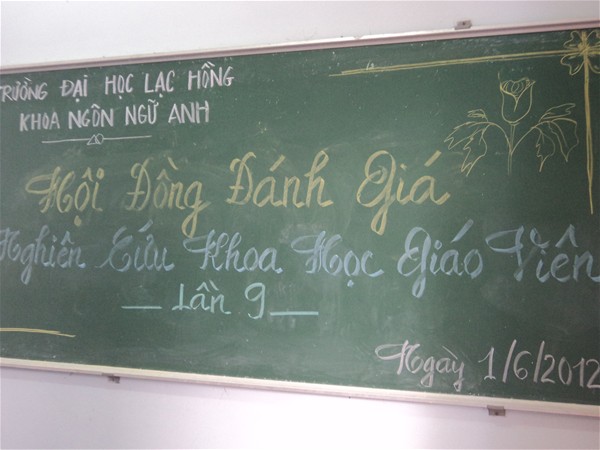 TRƯỜNG ĐẠI HỌC LẠC HỒNG
KHOA NGÔN NGỮ ANH
Hội Đồng Đánh Giá
Nghiên Cứu Khoa Học Giáo Viên
Lần 9
Ngày 1/6/2012